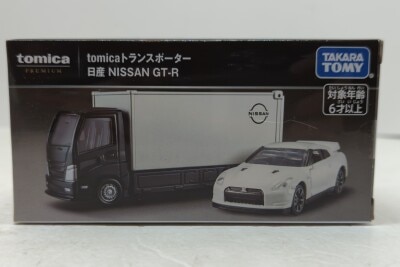 tomica
PREMIUM
tomicaトランスポーター
日産 NISSAN GT-R
TAKARA
TOMY
対象年齢
6才以上
NISSAN